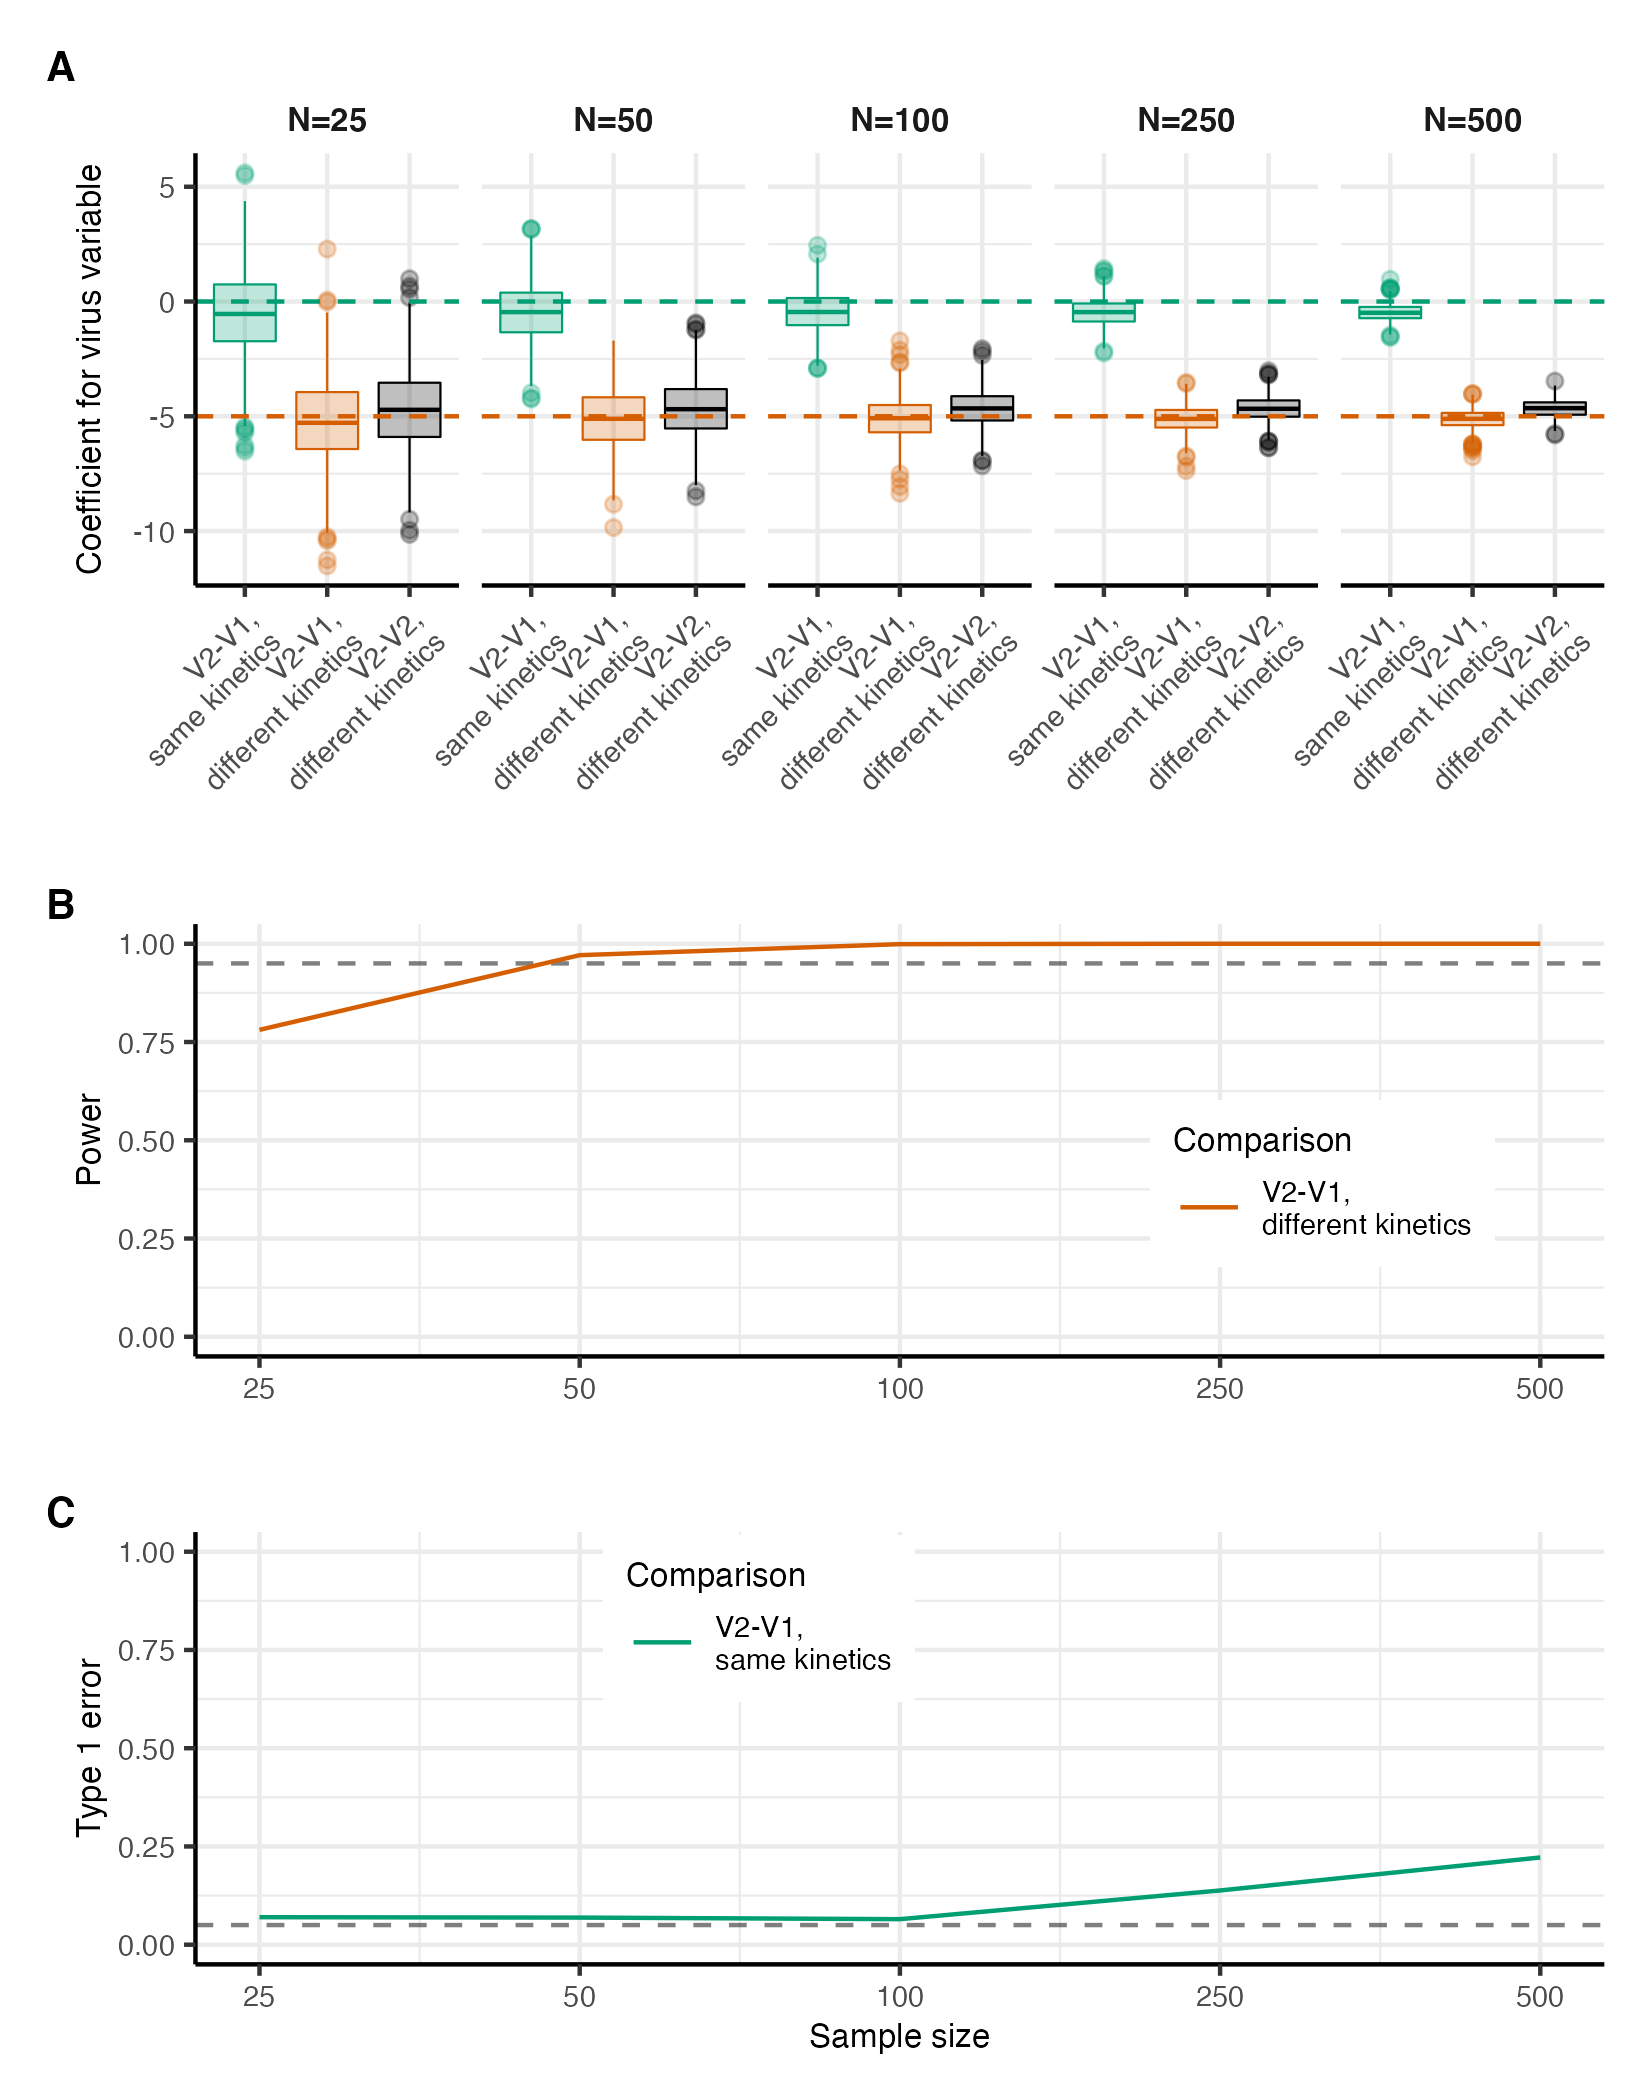 A
N=25 N=50 N=100 N=250 N=500
Coefficient for virus variable
5
0
-5
-10
V2-V1,
same kinetics
V2-V1,
different kinetics
V2-V2,
different kinetics
V2-V1,
same kinetics
V2-V1,
different kinetics
V2-V2,
different kinetics
V2-V1,
same kinetics
V2-V1,
different kinetics
V2-V2,
different kinetics
V2-V1,
same kinetics
V2-V1,
different kinetics
V2-V2,
different kinetics
V2-V1,
same kinetics
V2-V1,
different kinetics
V2-V2,
different kinetics
B
Power
1.00
0.75
0.50
0.25
0.00
Comparison
V2-V1,
different kinetics
25 50 100 250 500
C
Type 1 error
1.00
0.75
0.50
0.25
0.00
Comparison
V2-V1,
same kinetics
25 50 100 250 500
Sample size